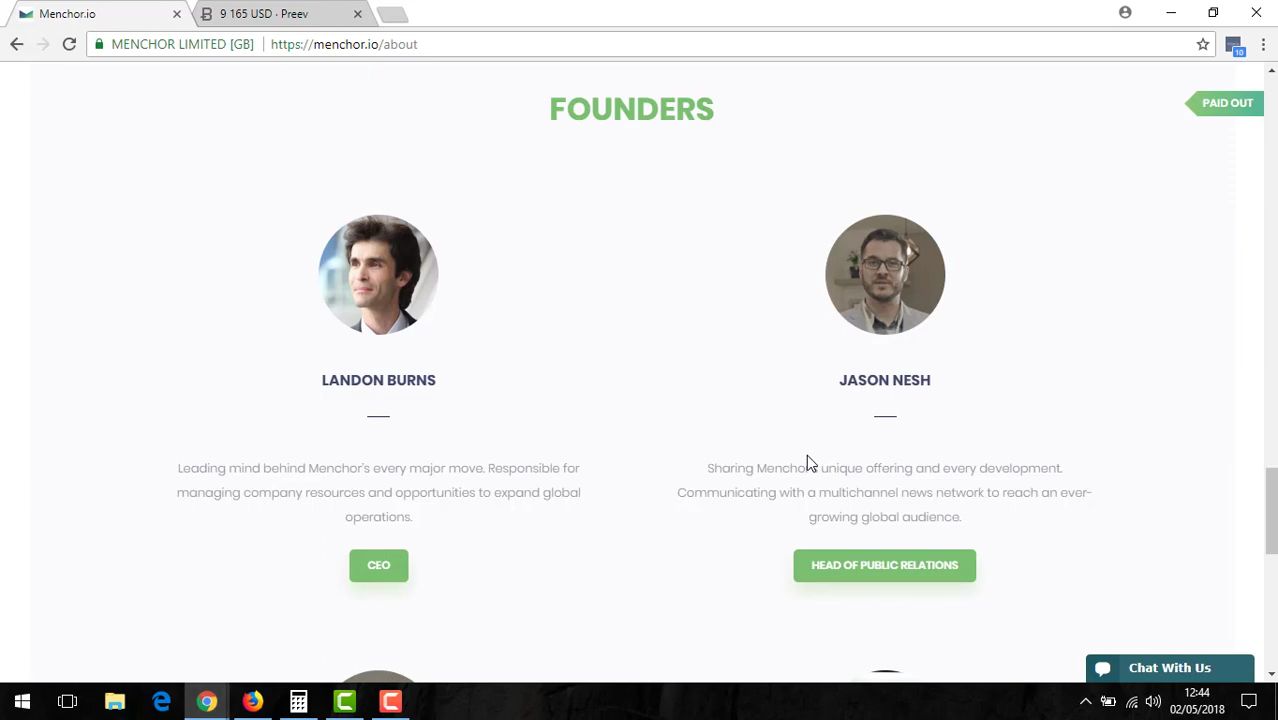 Menchor.io
9 165 USD · Preev
MENCHOR LIMITED [GB]
https://menchor.io/about
10
FOUNDERS
PAID OUT
LANDON BURNS
JASON NESH
Leading mind behind Menchor's every major move. Responsible for
managing company resources and opportunities to expand global
operations.
Sharing Menchor's unique offering and every development.
Communicating with a multichannel news network to reach an ever-
growing global audience.
CEO
HEAD OF PUBLIC RELATIONS
Chat With Us
12:44
02/05/2018